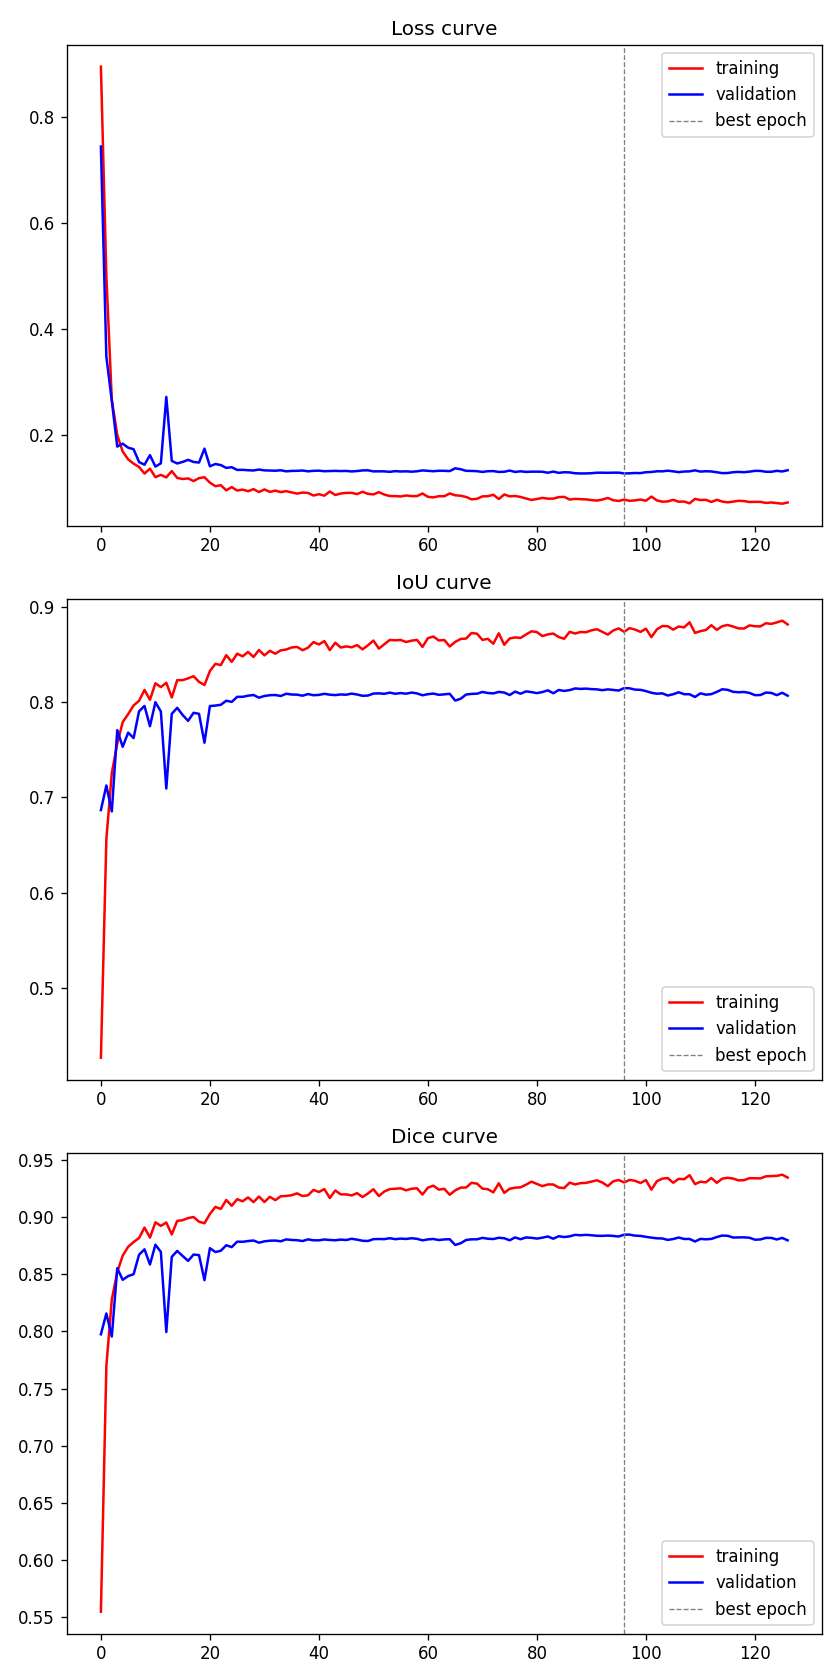 Loss curve
training
validation
best epoch
0.8
0.6
0.4
0.2
0 20 40 60 80 100 120
IoU curve
0.9
0.8
0.7
0.6
0.5
training
validation
best epoch
0 20 40 60 80 100 120
Dice curve
0.95
0.90
0.85
0.80
0.75
0.70
0.65
0.60
0.55
training
validation
best epoch
0 20 40 60 80 100 120